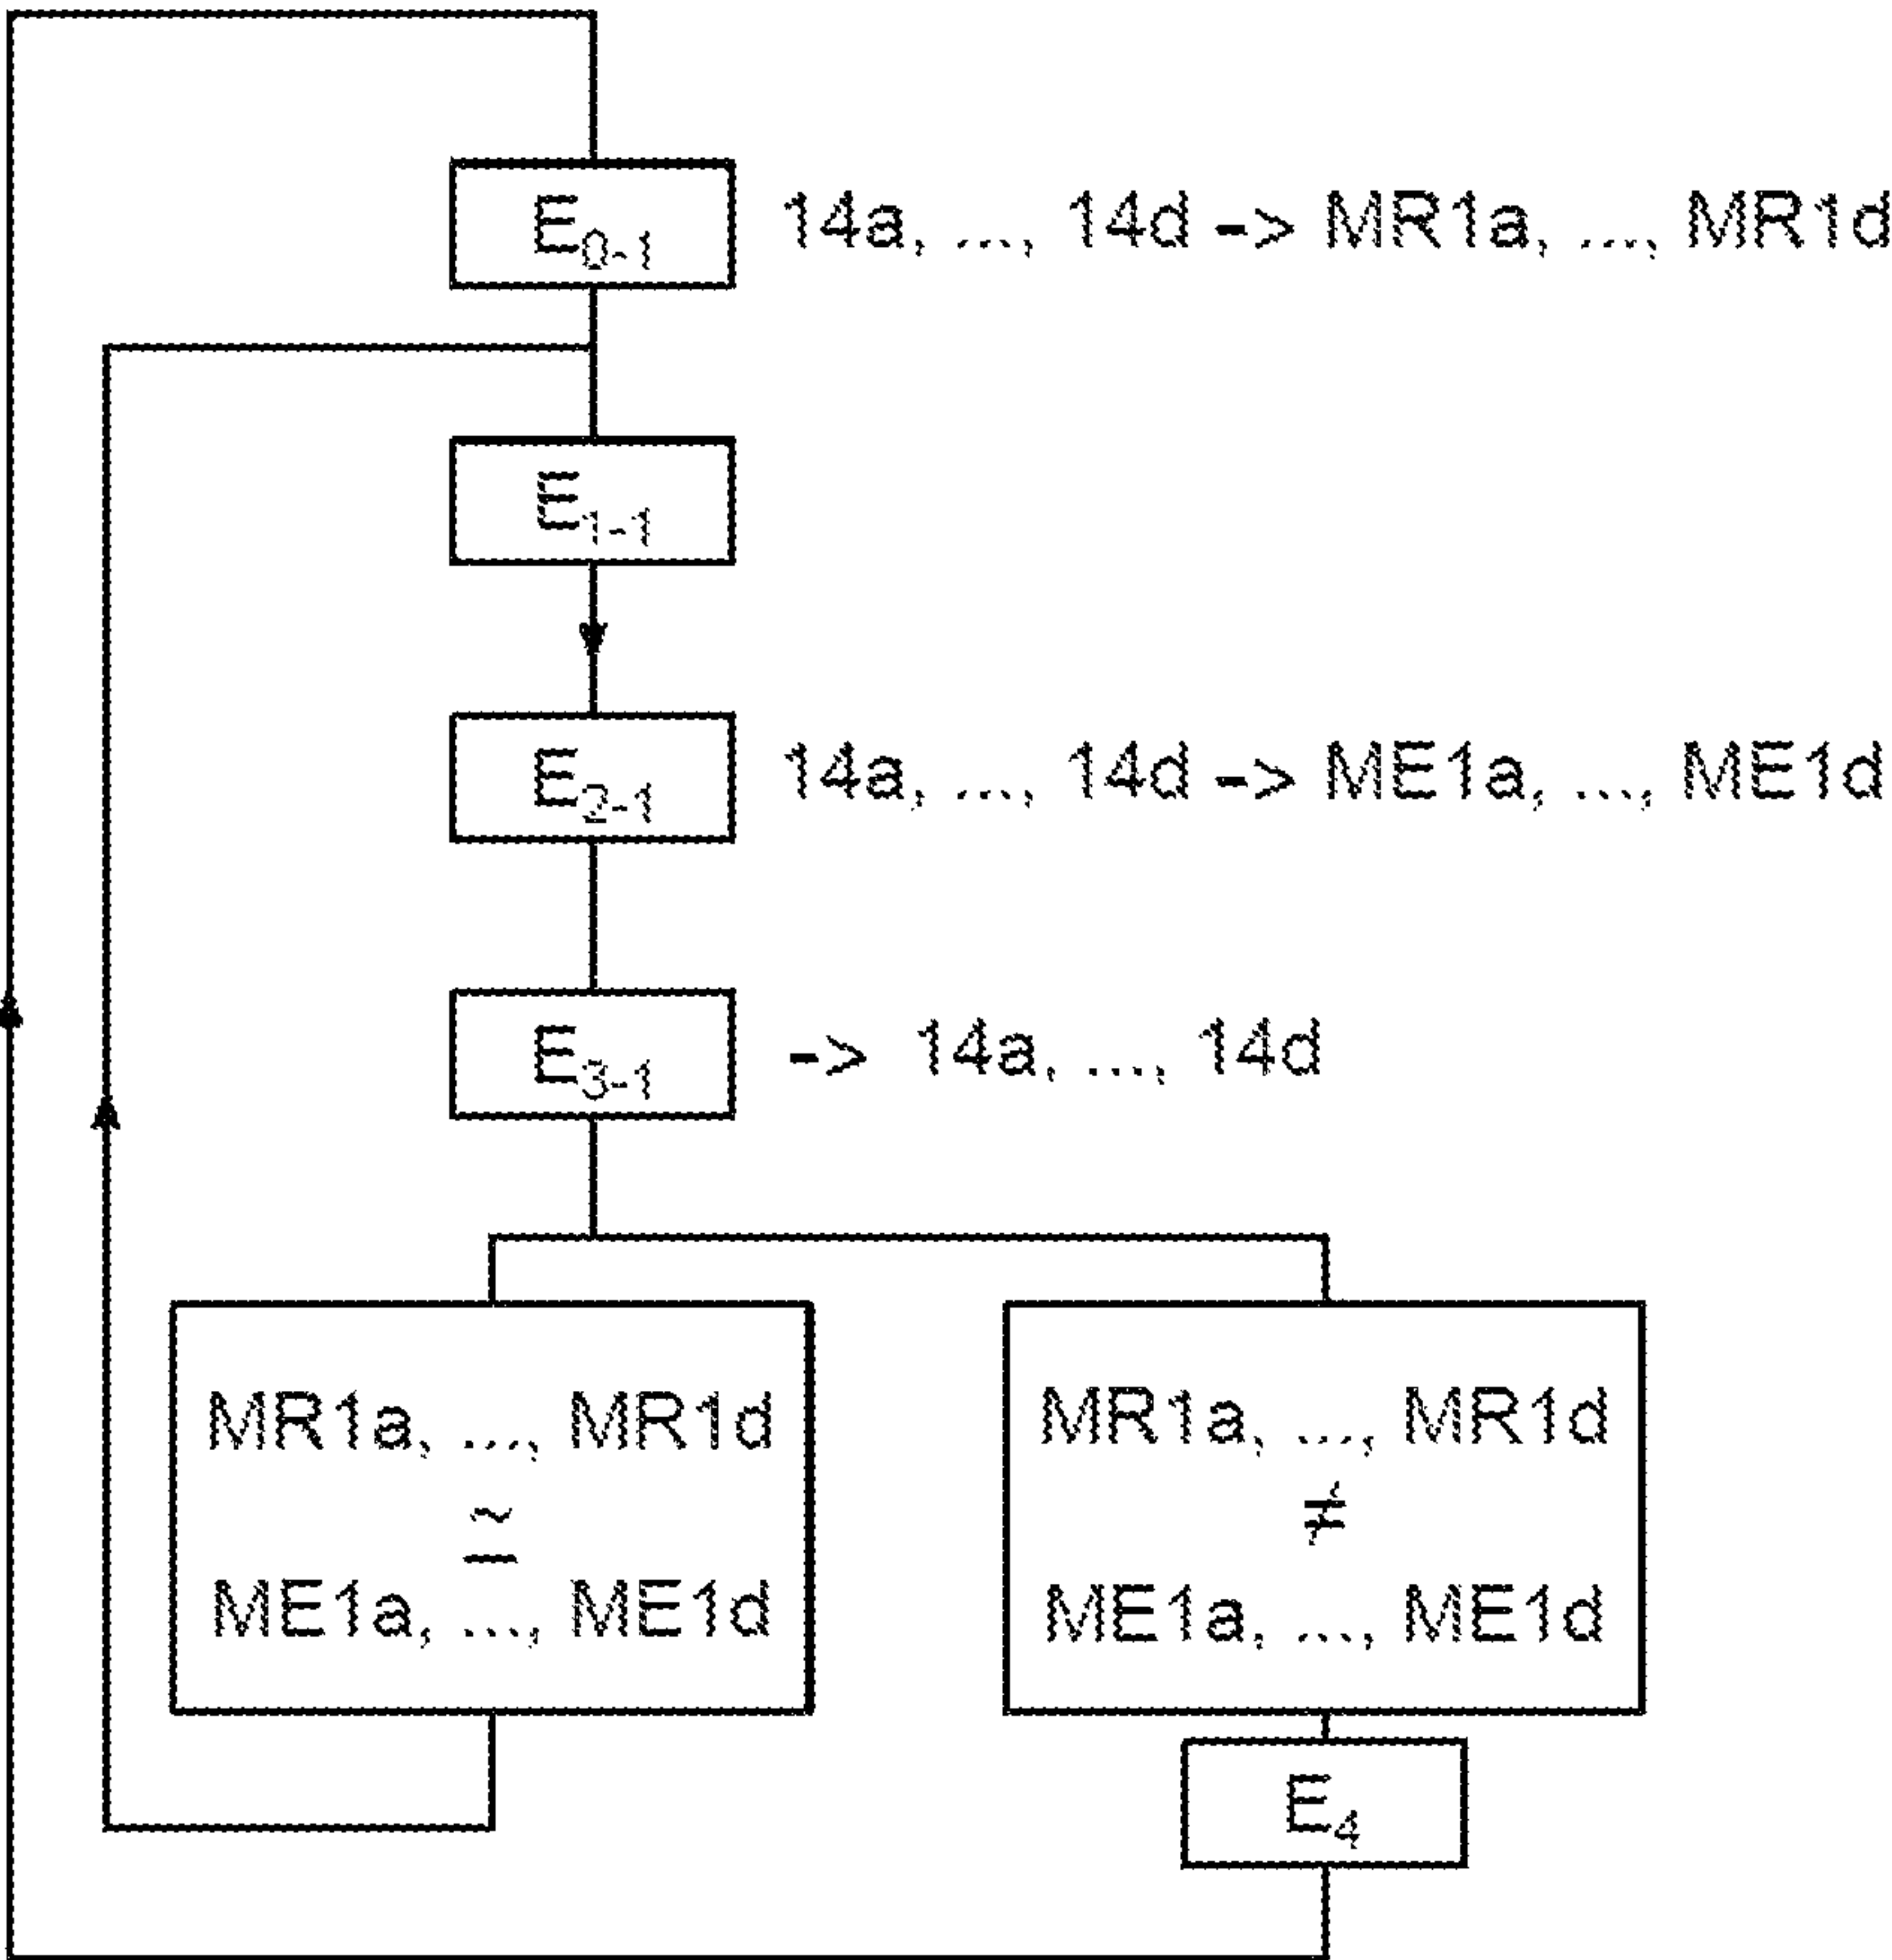 E₀₋₁ 14a, ..., 14d -> MR1a, ..., MR1d
E₁₋₁
E₂₋₁ 14a, ..., 14d -> ME1a, ..., ME1d
E₃₋₁ -> 14a, ..., 14d
MR1a, ..., MR1d
≃
ME1a, ..., ME1d
MR1a, ..., MR1d
≠
ME1a, ..., ME1d
E₄